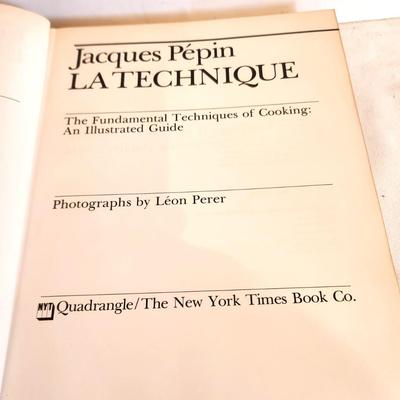 Jacques Pépin
LA TECHNIQUE
The Fundamental Techniques of Cooking:
An Illustrated Guide
Photographs by Léon Perer
NYT Quadrangle/The New York Times Book Co.